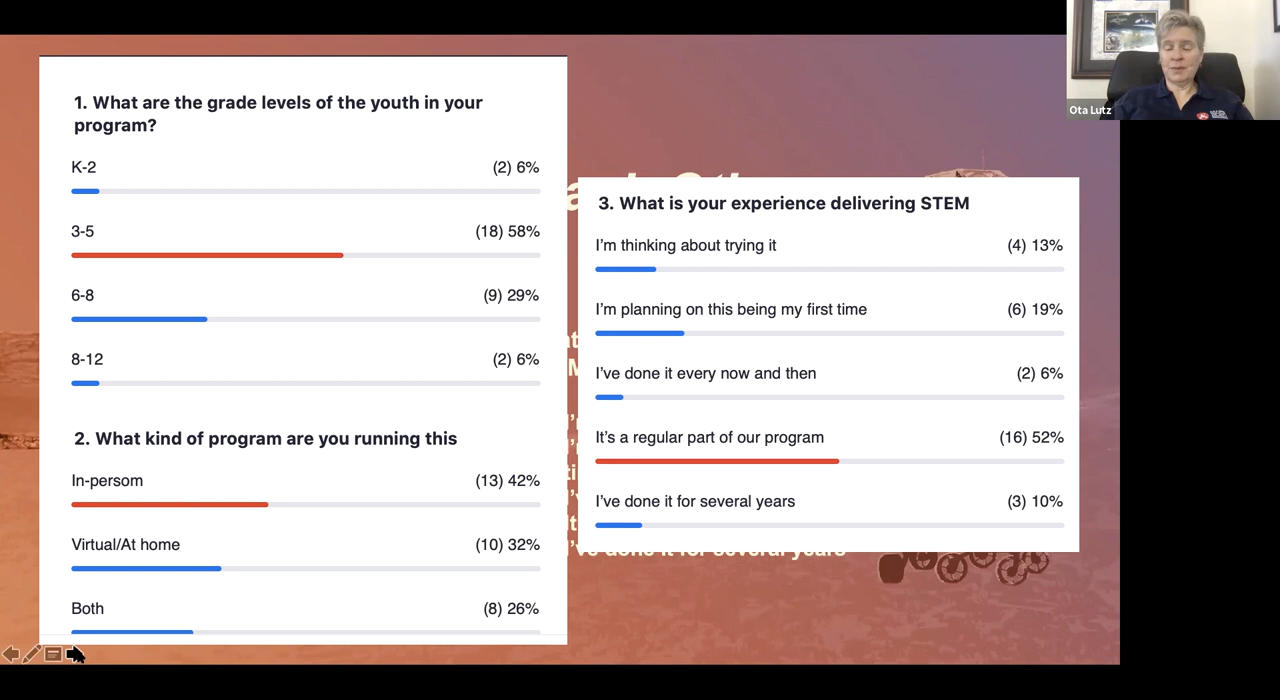 1. What are the grade levels of the youth in your
program?
K-2 (2) 6%
3-5 (18) 58%
6-8 (9) 29%
8-12 (2) 6%
2. What kind of program are you running this
In-persom (13) 42%
Virtual/At home (10) 32%
Both (8) 26%
3. What is your experience delivering STEM
I'm thinking about trying it (4) 13%
I'm planning on this being my first time (6) 19%
I've done it every now and then (2) 6%
It's a regular part of our program (16) 52%
I've done it for several years (3) 10%
done it for several years
Ota Lutz